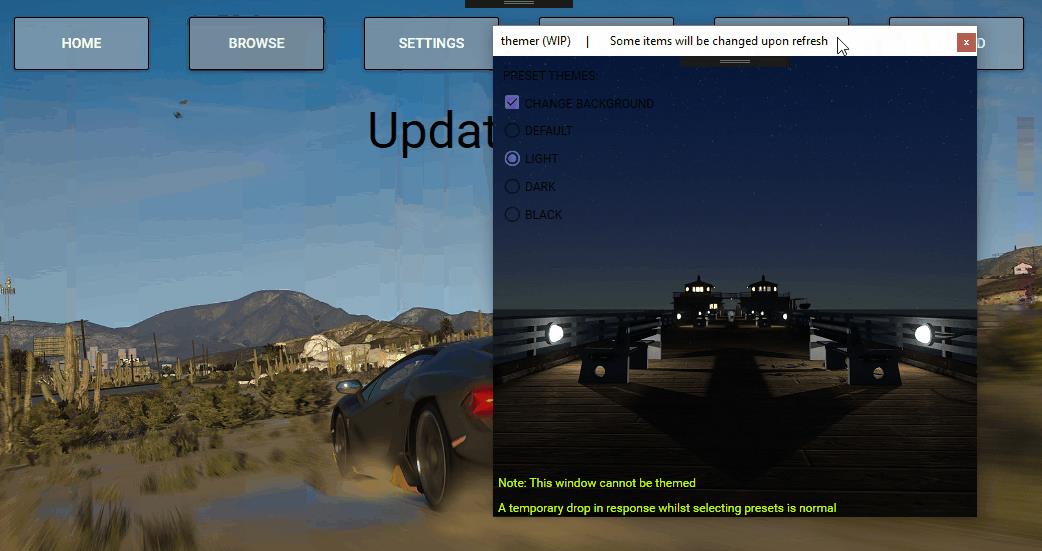 HOME
BROWSE
SETTINGS
themer (WIP) | Some items will be changed upon refresh
x
Updat
PRESET THEMES:
CHANGE BACKGROUND
DEFAULT
LIGHT
DARK
BLACK
Note: This window cannot be themed
A temporary drop in response whilst selecting presets is normal